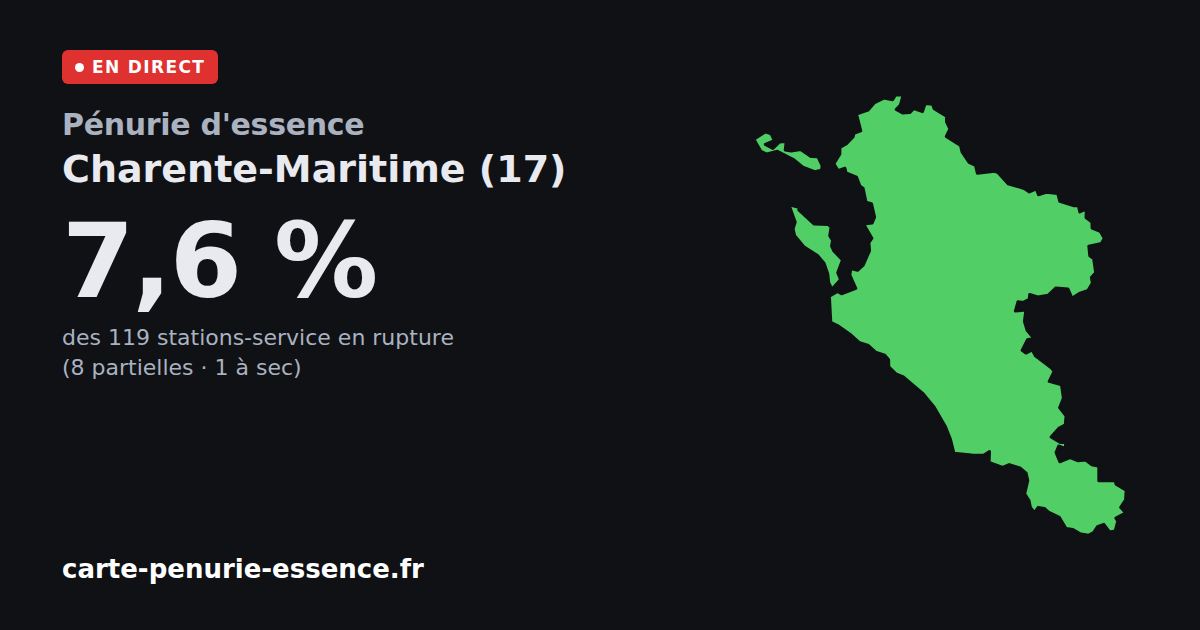 EN DIRECT
Pénurie d'essence
Charente-Maritime (17)
7,6 %
des 119 stations-service en rupture
(8 partielles · 1 à sec)
carte-penurie-essence.fr